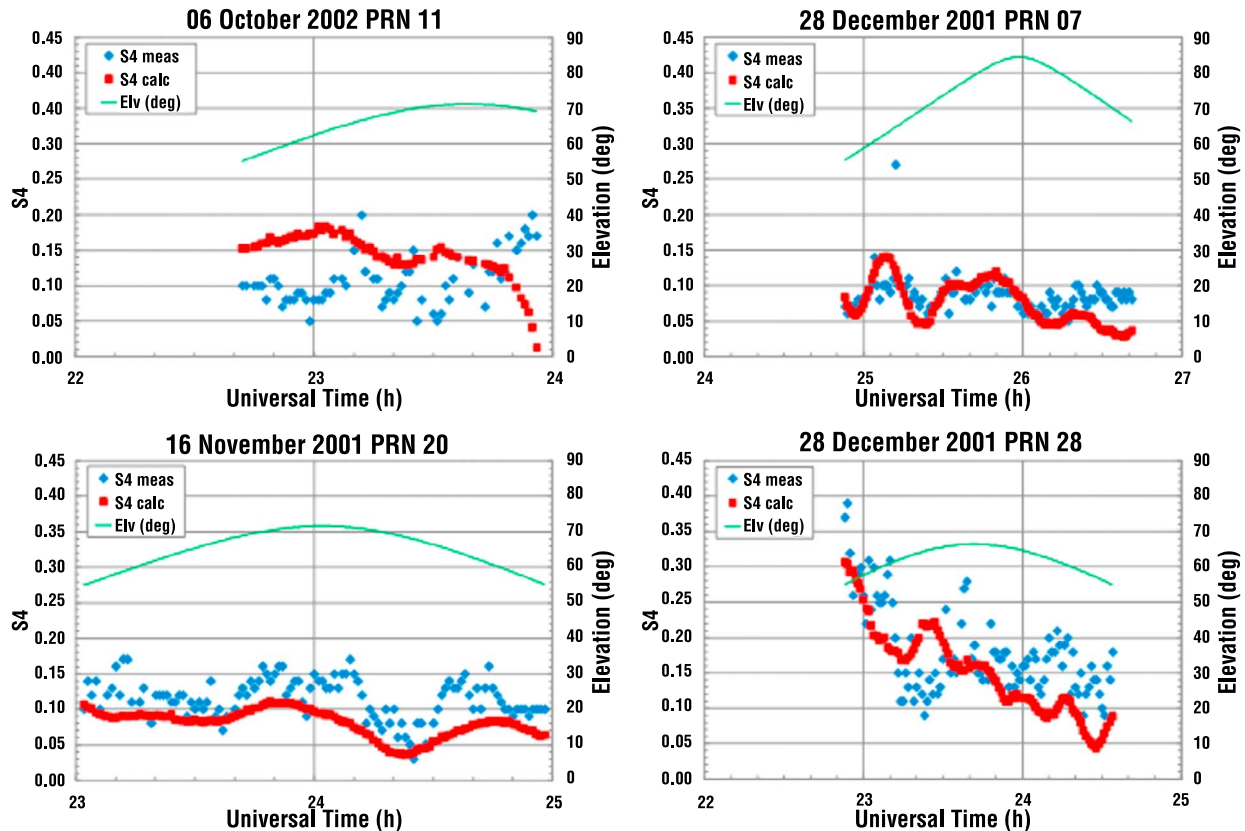 06 October 2002 PRN 11
S4 meas
S4 calc
Elv (deg)
0.45
0.40
0.35
0.30
0.25
0.20
0.15
0.10
0.05
0.00
S4
90
80
70
60
50
40
30
20
10
0
Elevation (deg)
22 23 24
Universal Time (h)
28 December 2001 PRN 07
S4 meas
S4 calc
Elv (deg)
0.45
0.40
0.35
0.30
0.25
0.20
0.15
0.10
0.05
0.00
S4
90
80
70
60
50
40
30
20
10
0
Elevation (deg)
24 25 26 27
Universal Time (h)
16 November 2001 PRN 20
S4 meas
S4 calc
Elv (deg)
0.45
0.40
0.35
0.30
0.25
0.20
0.15
0.10
0.05
0.00
S4
90
80
70
60
50
40
30
20
10
0
Elevation (deg)
23 24 25
Universal Time (h)
28 December 2001 PRN 28
S4 meas
S4 calc
Elv (deg)
0.45
0.40
0.35
0.30
0.25
0.20
0.15
0.10
0.05
0.00
S4
90
80
70
60
50
40
30
20
10
0
Elevation (deg)
22 23 24 25
Universal Time (h)